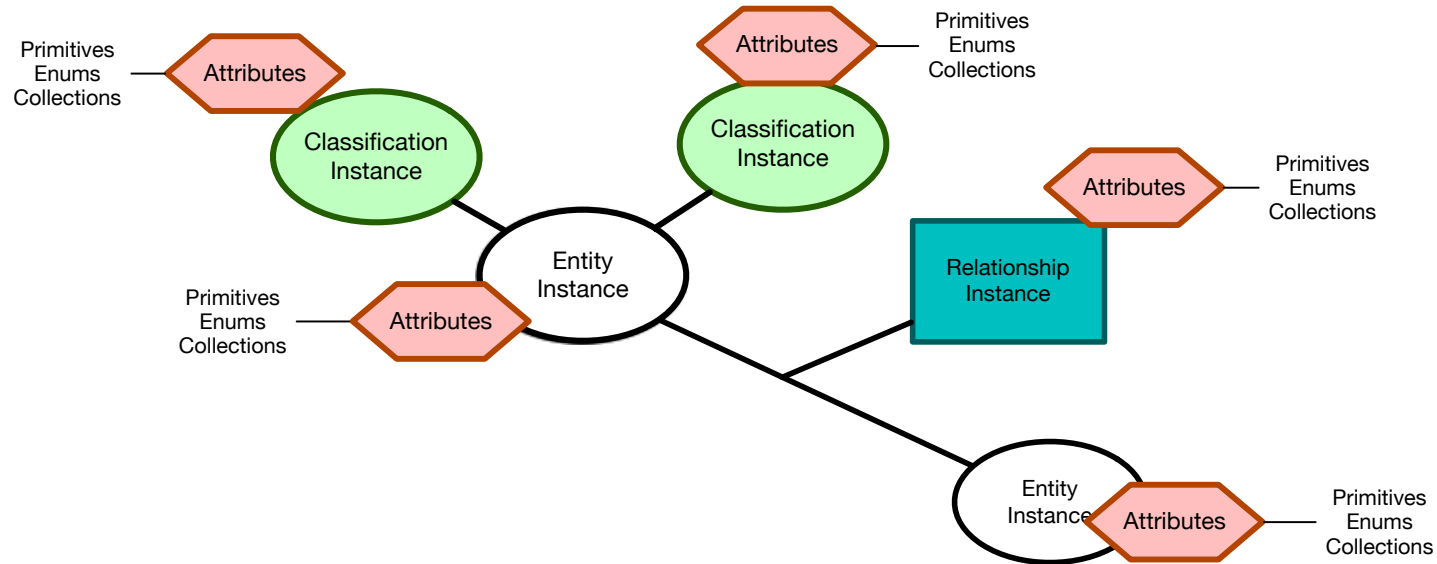 Primitives
Enums
Collections
Attributes
Classification
Instance
Attributes
Primitives
Enums
Collections
Classification
Instance
Attributes
Primitives
Enums
Collections
Entity
Instance
Relationship
Instance
Primitives
Enums
Collections
Attributes
Entity
Instance
Attributes
Primitives
Enums
Collections